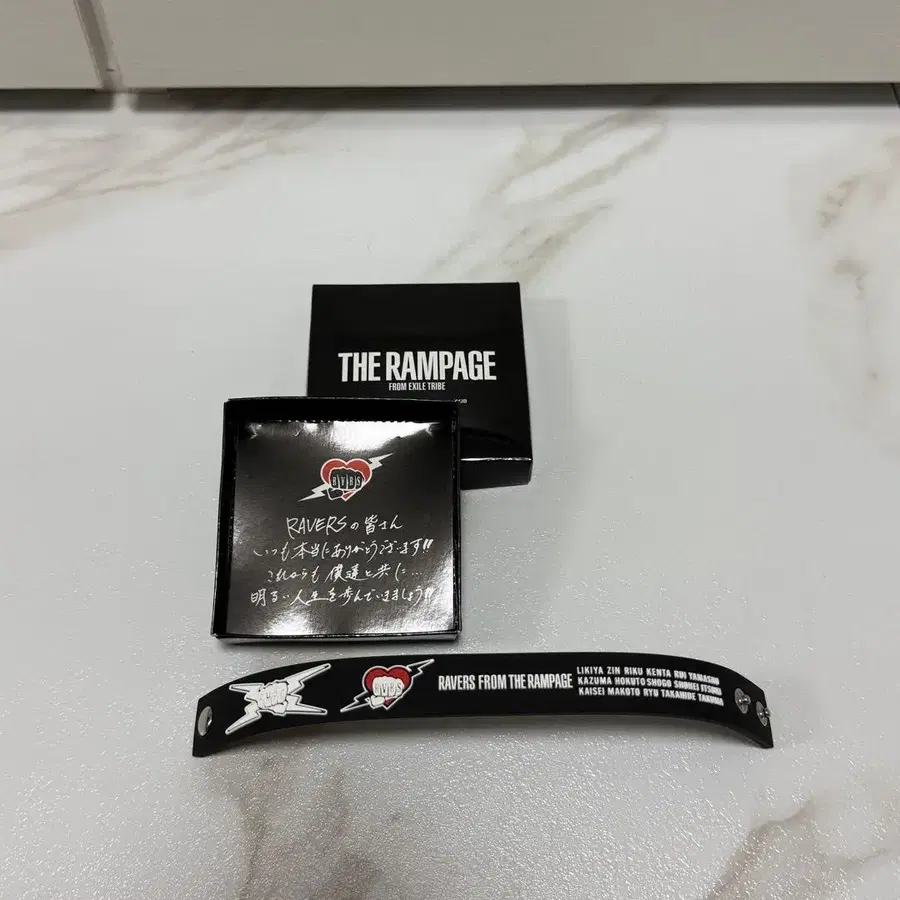 THE RAMPAGE
FROM EXILE TRIBE
RVRS
RAVERSの皆さん
いつも本当にありがとうございます!!
これからも僕達と共に...
明るい人生を歩んでいきましょう!!
RVRS
RAVERS FROM THE RAMPAGE
LIKIYA ZIN RIKU KENTA RUI YAMASHO
KAZUMA HOKUTO SHOGO SHOHEI ITSUKI
KAISEI MAKOTO RYU TAKAHIDE TAKUMA